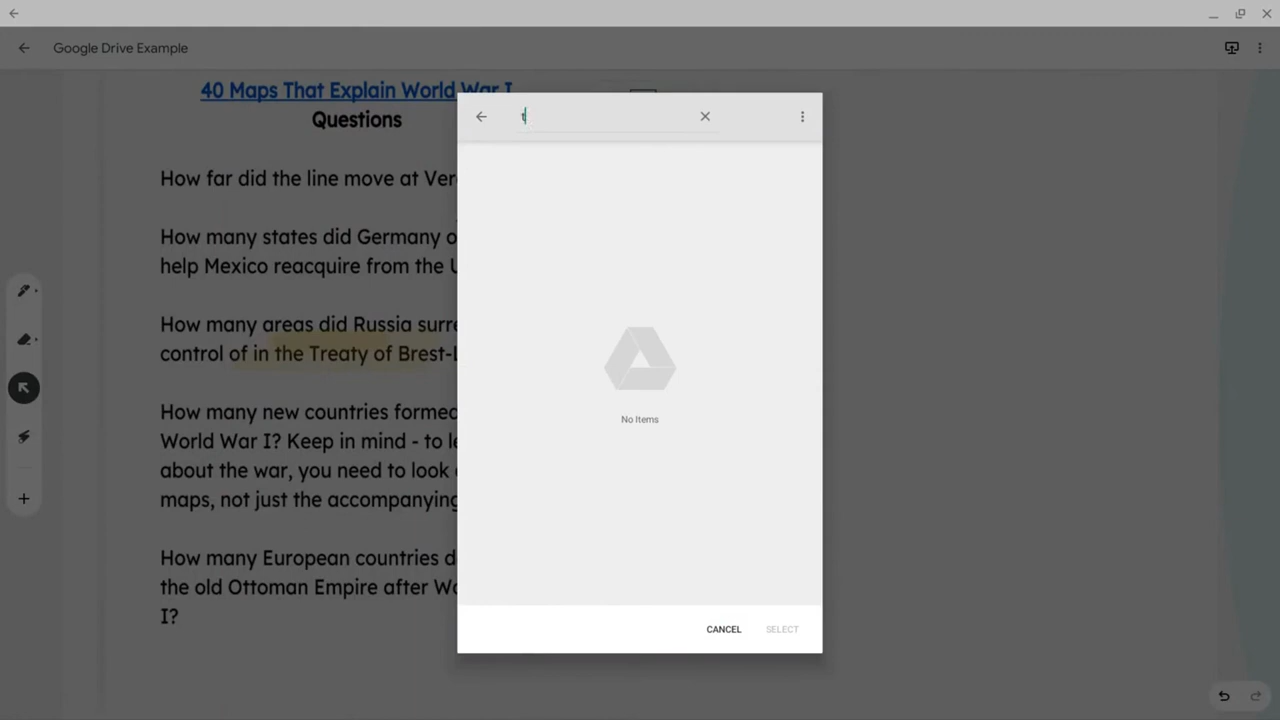 Google Drive Example
40 Maps That Explain World War I
Questions
t
How far did the line move at Ver
How many states did Germany o
help Mexico reacquire from the U
How many areas did Russia surre
control of in the Treaty of Brest-L
No Items
How many new countries formed
World War I? Keep in mind - to le
about the war, you need to look
maps, not just the accompanying
How many European countries d
the old Ottoman Empire after Wo
I?
CANCEL SELECT